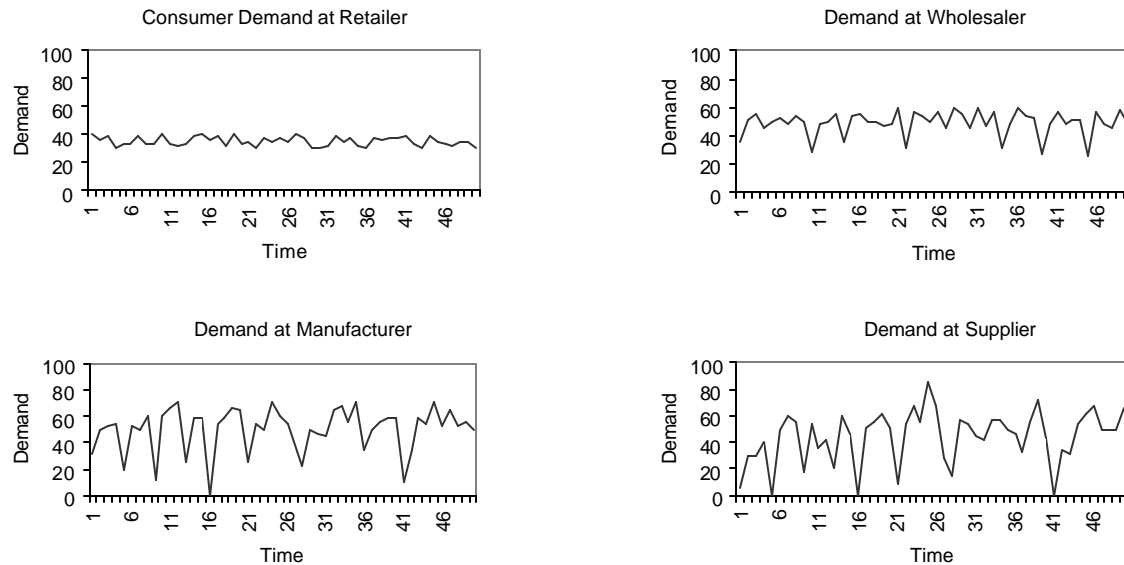 Consumer Demand at Retailer
100
80
60
40
20
0
Demand
1 6 11 16 21 26 31 36 41 46
Time
Demand at Wholesaler
100
80
60
40
20
0
Demand
1 6 11 16 21 26 31 36 41 46
Time
Demand at Manufacturer
100
80
60
40
20
0
Demand
1 6 11 16 21 26 31 36 41 46
Time
Demand at Supplier
100
80
60
40
20
0
Demand
1 6 11 16 21 26 31 36 41 46
Time